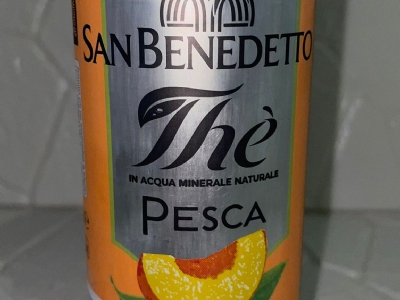 SAN BENEDETTO
Thè
IN ACQUA MINERALE NATURALE
PESCA